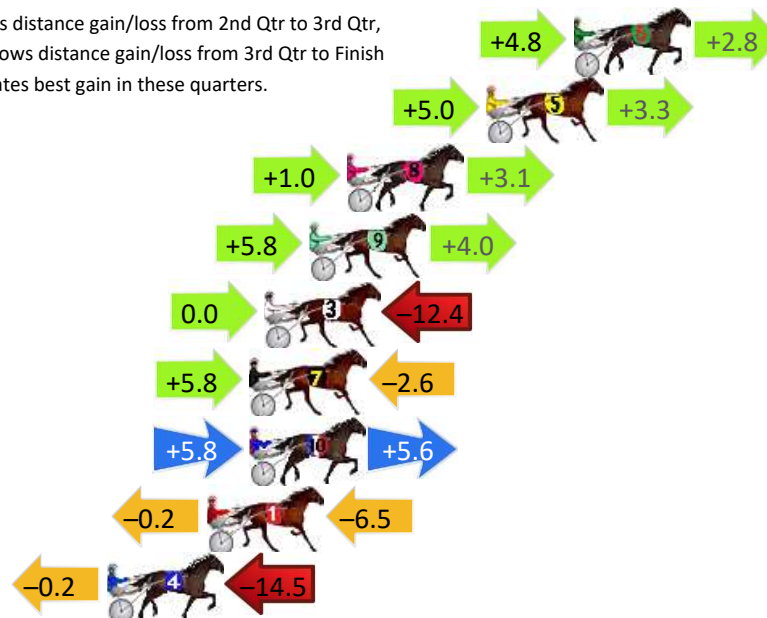 s distance gain/loss from 2nd Qtr to 3rd Qtr,
ows distance gain/loss from 3rd Qtr to Finish
ates best gain in these quarters.
+4.8 6 +2.8
+5.0 5 +3.3
+1.0 8 +3.1
+5.8 9 +4.0
0.0 3 –12.4
+5.8 7 –2.6
+5.8 10 +5.6
–0.2 1 –6.5
–0.2 4 –14.5